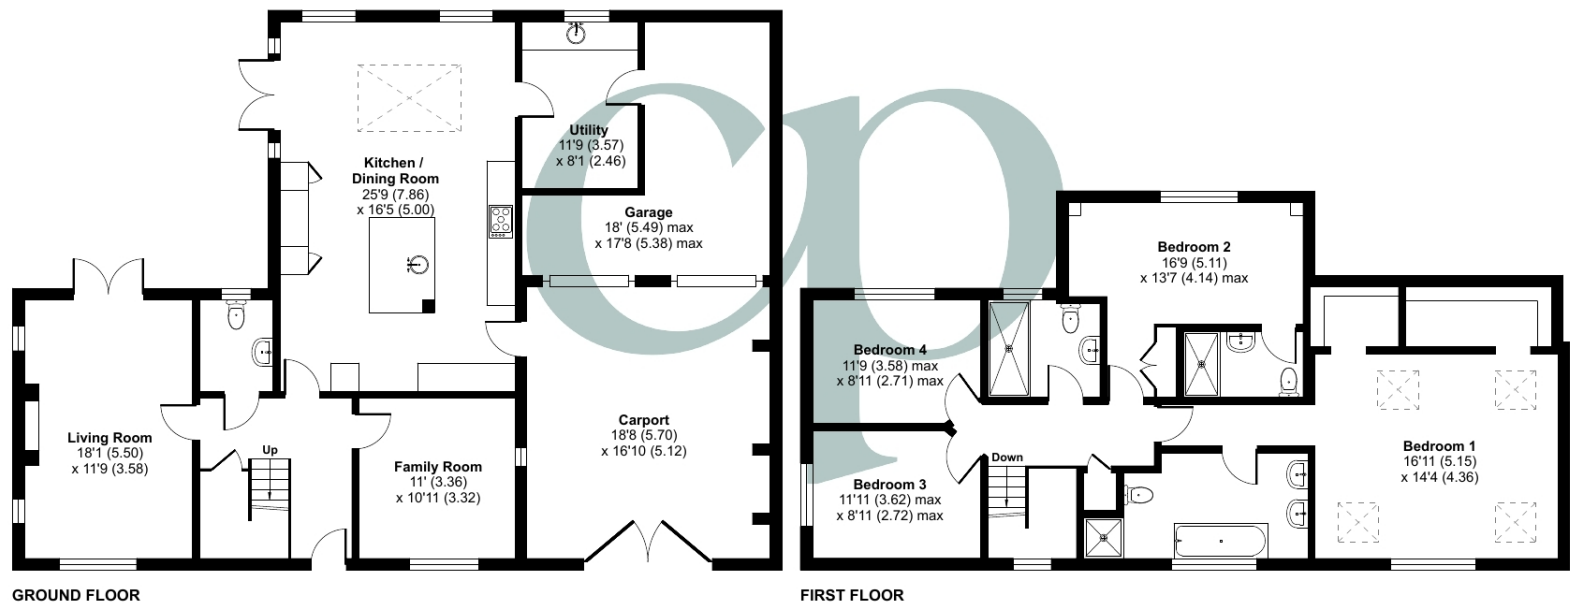 Kitchen /
Dining Room
25'9 (7.86)
x 16'5 (5.00)
Utility
11'9 (3.57)
x 8'1 (2.46)
Garage
18' (5.49) max
x 17'8 (5.38) max
Living Room
18'1 (5.50)
x 11'9 (3.58)
Up
Family Room
11' (3.36)
x 10'11 (3.32)
Carport
18'8 (5.70)
x 16'10 (5.12)
GROUND FLOOR
cp
Bedroom 2
16'9 (5.11)
x 13'7 (4.14) max
Bedroom 4
11'9 (3.58) max
x 8'11 (2.71) max
Bedroom 3
11'11 (3.62) max
x 8'11 (2.72) max
Down
Bedroom 1
16'11 (5.15)
x 14'4 (4.36)
FIRST FLOOR